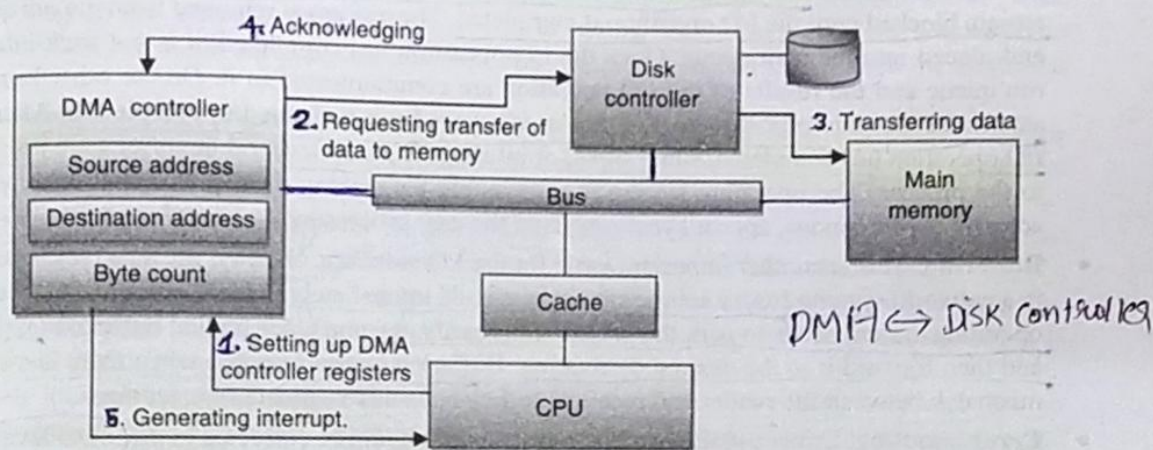 4. Acknowledging
DMA controller
Source address
Destination address
Byte count
2. Requesting transfer of
data to memory
Disk
controller
3. Transferring data
Main
memory
Bus
Cache
1. Setting up DMA
controller registers
CPU
5. Generating interrupt.
DMA ↔ Disk Controller